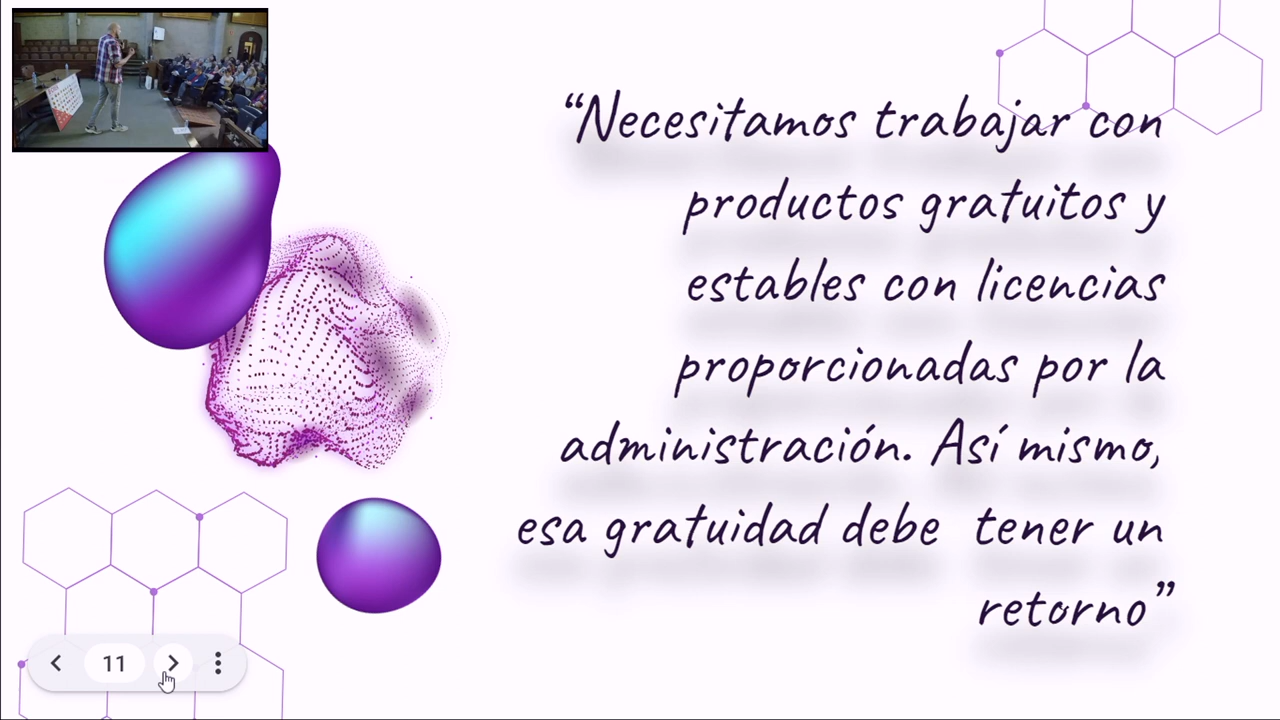 “Necesitamos trabajar con
productos gratuitos y
estables con licencias
proporcionadas por la
administración. Así mismo,
esa gratuidad debe tener un
retorno”
11